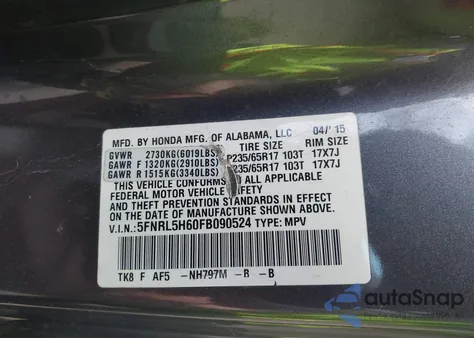 MFD. BY HONDA MFG. OF ALABAMA, LLC 04/15
TIRE SIZE RIM SIZE
GVWR 2730KG(6019LBS)
GAWR F 1320KG(2910LBS) P235/65R17 103T 17X7J
GAWR R 1515KG(3340LBS) P235/65R17 103T 17X7J
THIS VEHICLE CONFORMS TO ALL APPLICABLE
FEDERAL MOTOR VEHICLE SAFETY
AND THEFT PREVENTION STANDARDS IN EFFECT ON
THE DATE OF MANUFACTURE SHOWN ABOVE.
V.I.N: 5FNRL5H60FB090524 TYPE: MPV
TK8 F AF5 -NH797M -B -B
autoSnap